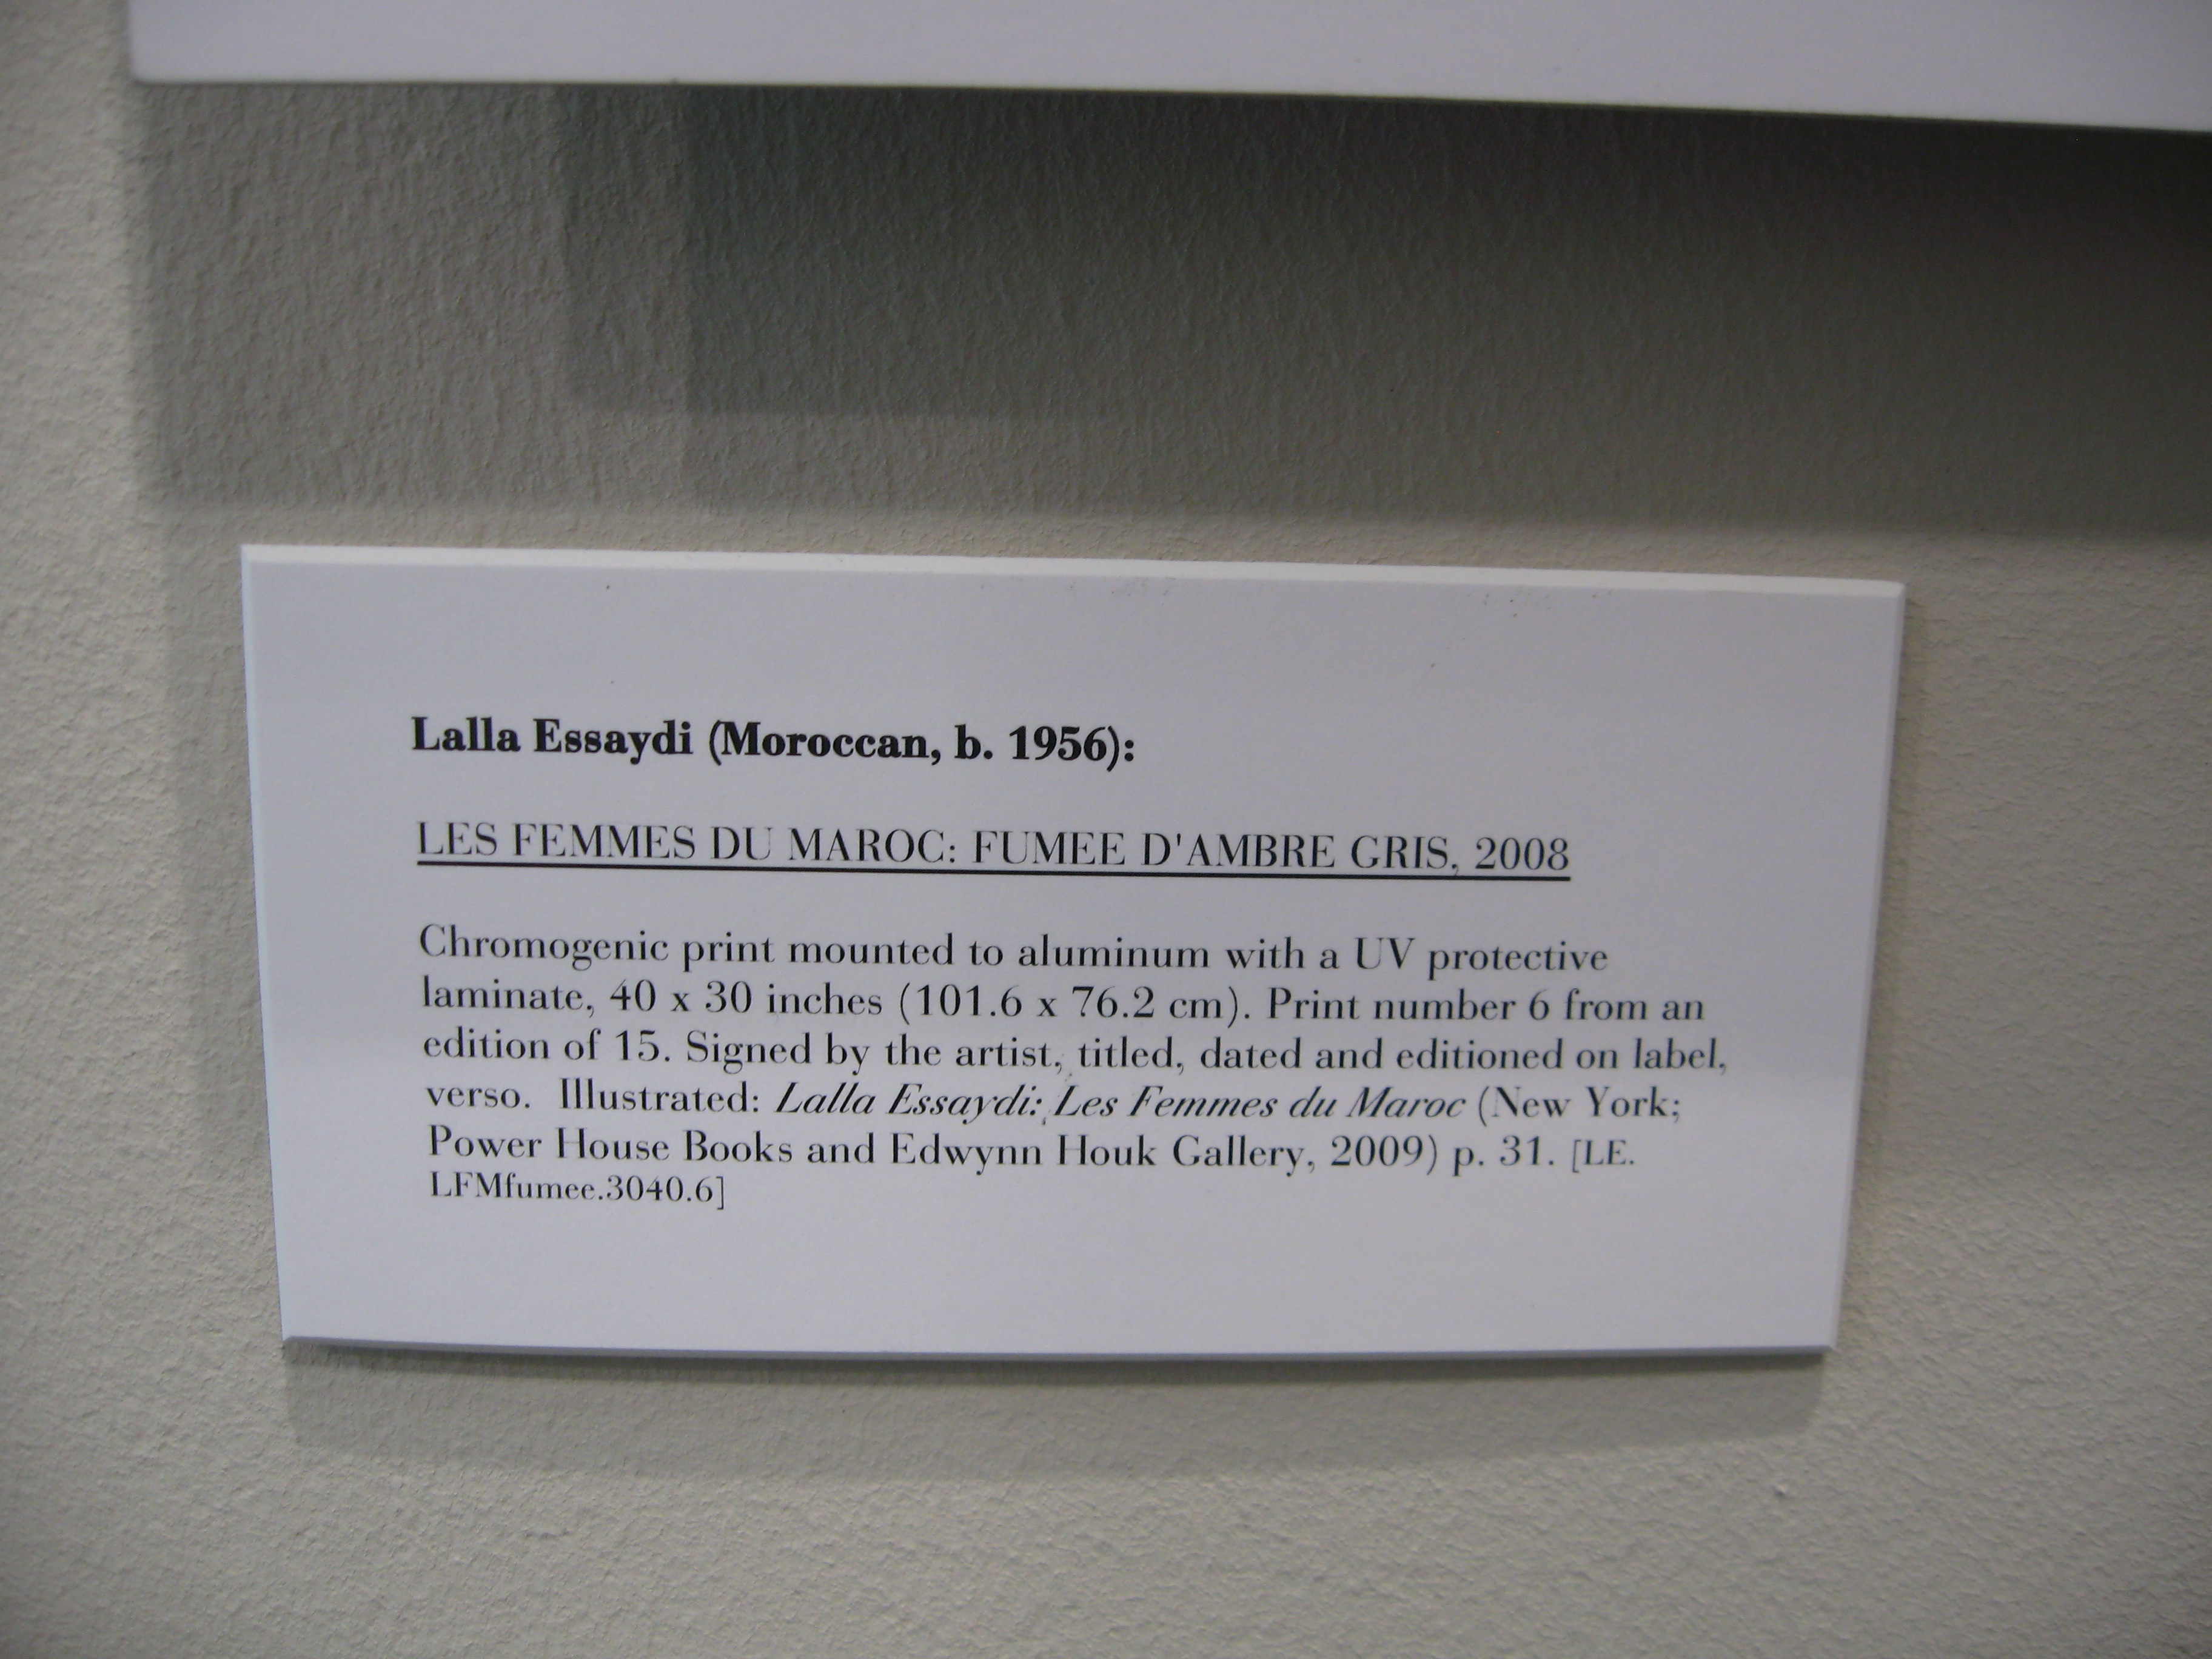 Lalla Essaydi (Moroccan, b. 1956):
LES FEMMES DU MAROC: FUMEE D'AMBRE GRIS, 2008
Chromogenic print mounted to aluminum with a UV protective
laminate, 40 x 30 inches (101.6 x 76.2 cm). Print number 6 from an
edition of 15. Signed by the artist, titled, dated and editioned on label,
verso.  Illustrated: Lalla Essaydi: Les Femmes du Maroc (New York;
Power House Books and Edwynn Houk Gallery, 2009) p. 31. [LE.
LFMfumee.3040.6]